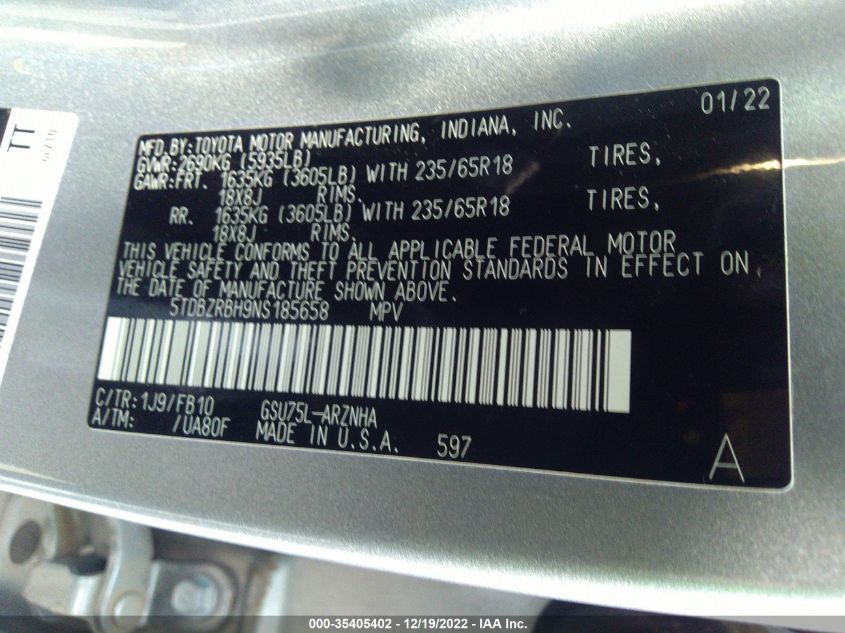 TT
01/22
MFD.BY:TOYOTA MOTOR MANUFACTURING, INDIANA, INC.
GVWR:2690KG (5935LB)
GAWR:FRT. 1635KG (3605LB) WITH 235/65R18 TIRES,
18X8J RIMS.
RR. 1635KG (3605LB) WITH 235/65R18 TIRES,
18X8J RIMS.
THIS VEHICLE CONFORMS TO ALL APPLICABLE FEDERAL MOTOR
VEHICLE SAFETY AND THEFT PREVENTION STANDARDS IN EFFECT ON
THE DATE OF MANUFACTURE SHOWN ABOVE.
5TDBZRBH9NS185658 MPV
C/TR: 1J9/FB10 GSU75L-ARZNHA
A/TM: /UA80F MADE IN U.S.A. 597
A
000-35405402 - 12/19/2022 - IAA Inc.